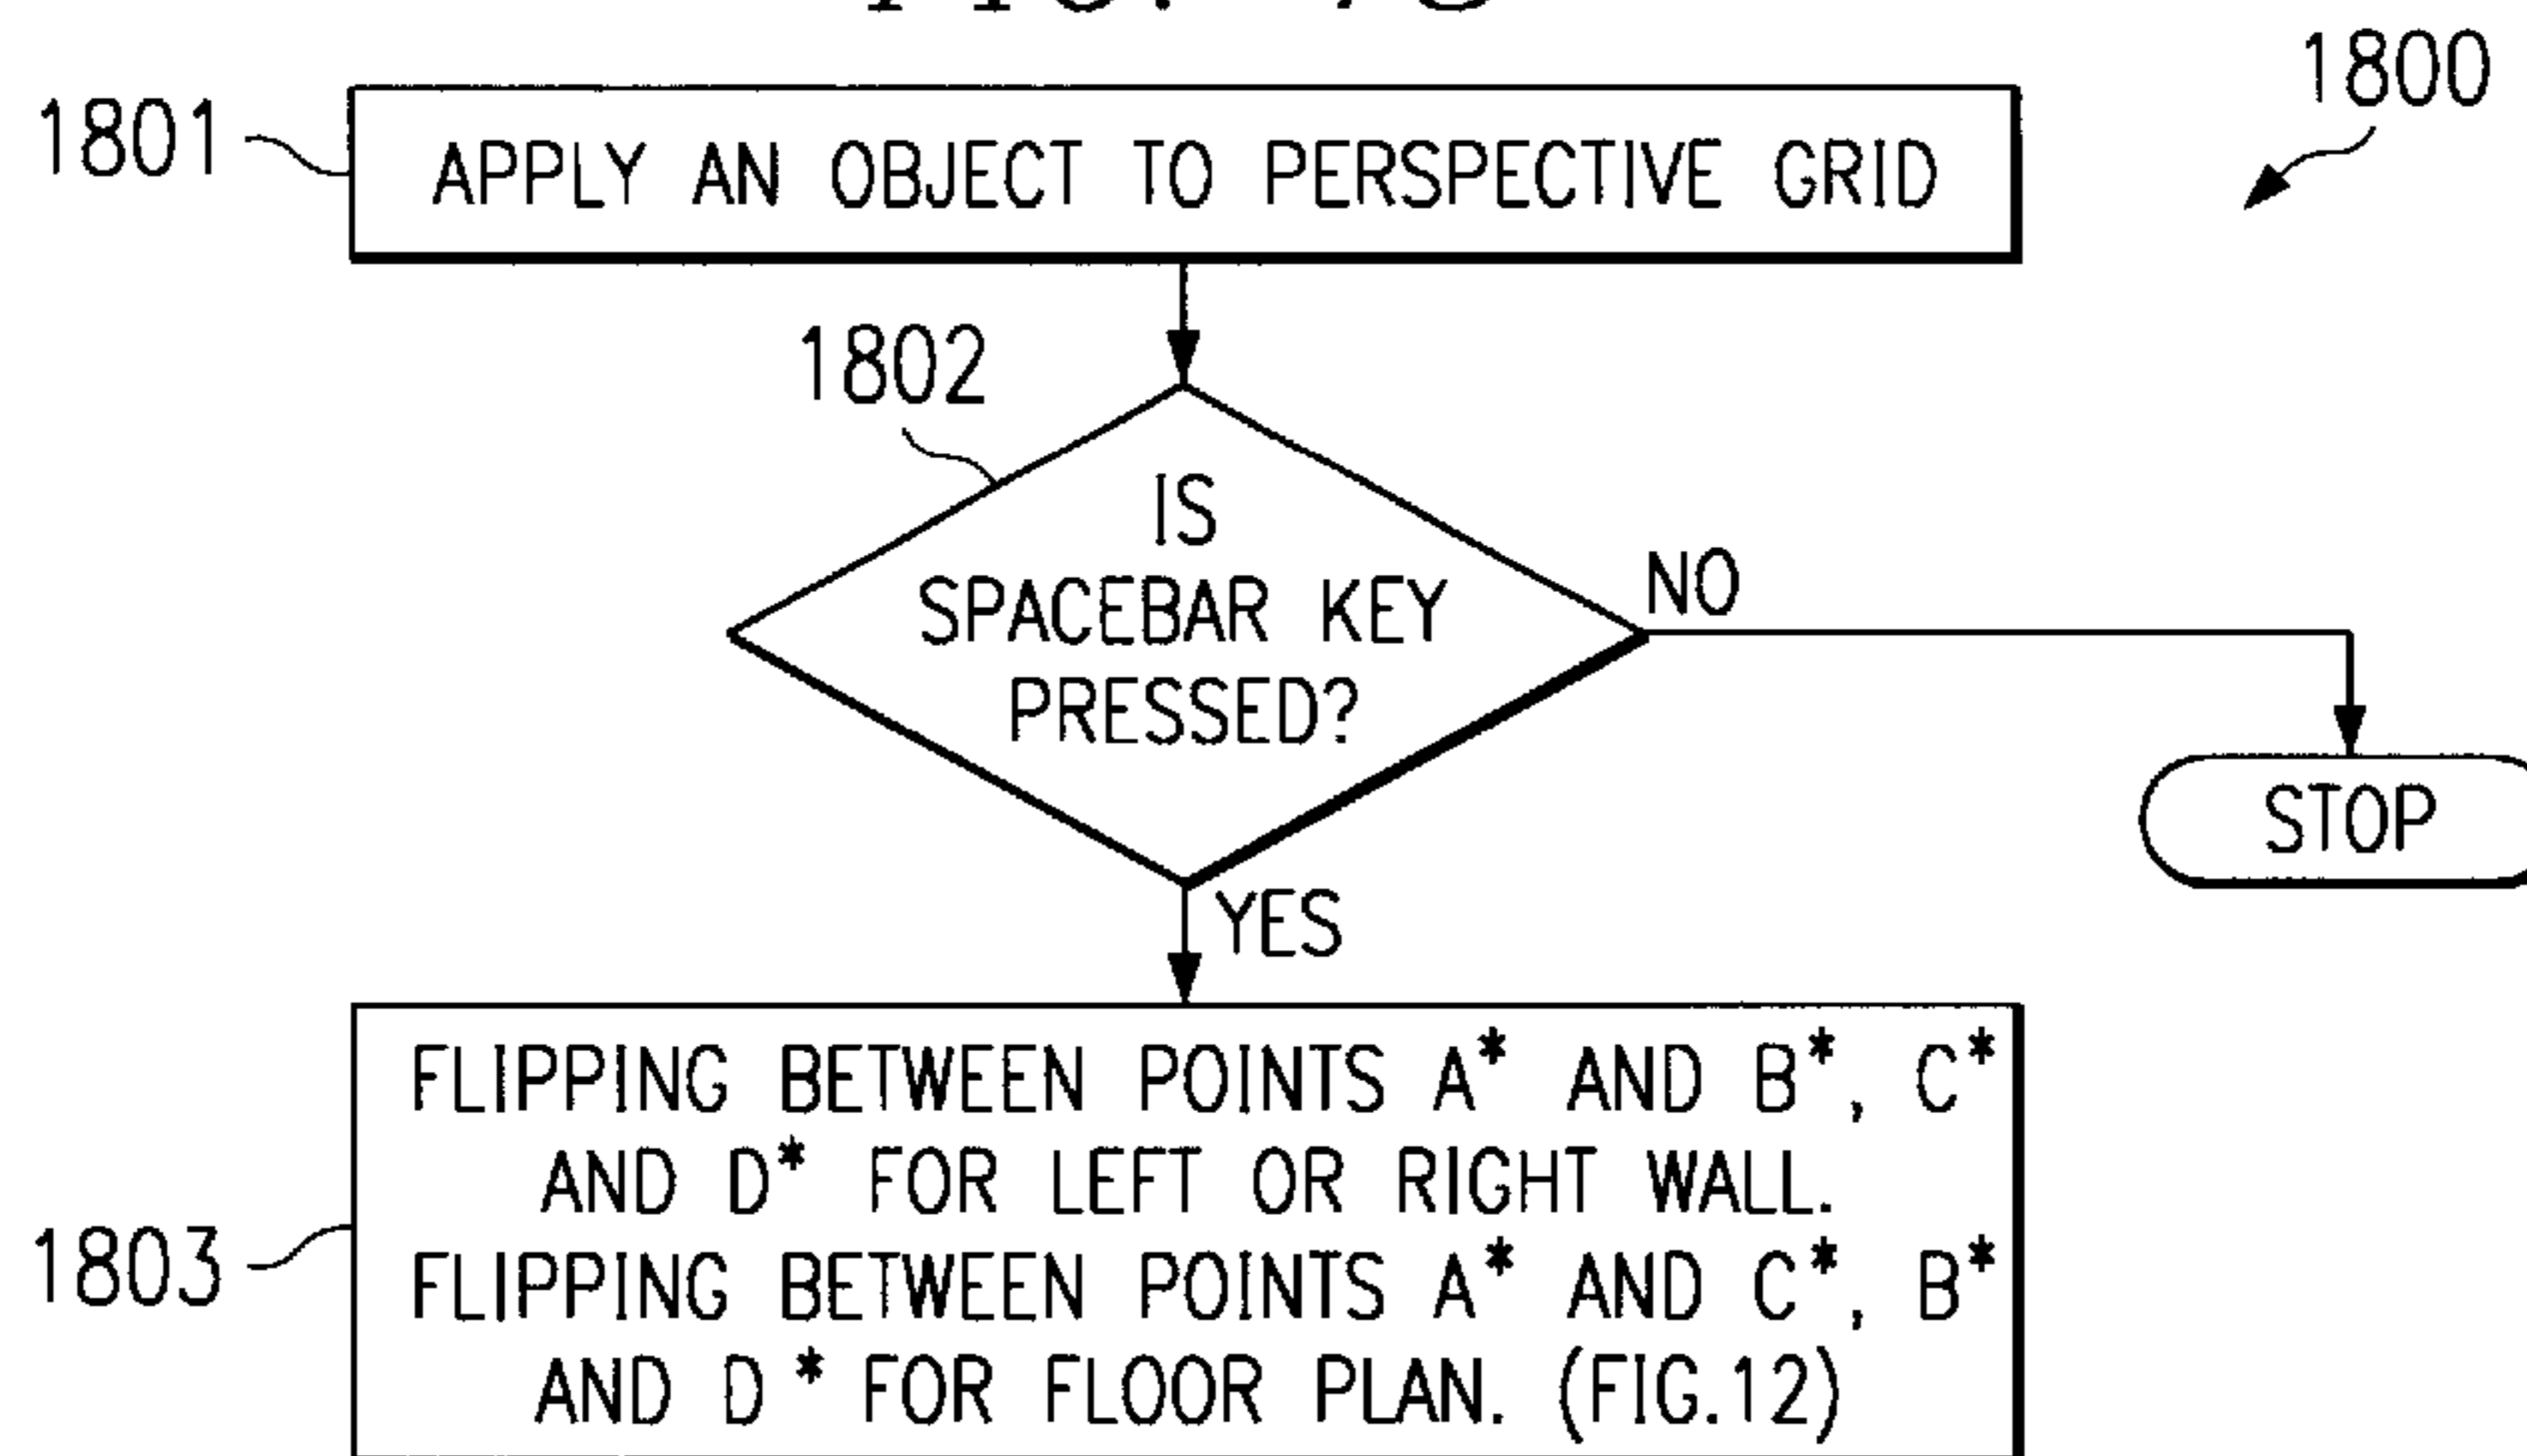 1800
1801
APPLY AN OBJECT TO PERSPECTIVE GRID
1802
IS
SPACEBAR KEY
PRESSED?
NO
STOP
YES
1803
FLIPPING BETWEEN POINTS A* AND B*, C*
AND D* FOR LEFT OR RIGHT WALL.
FLIPPING BETWEEN POINTS A* AND C*, B*
AND D* FOR FLOOR PLAN. (FIG.12)